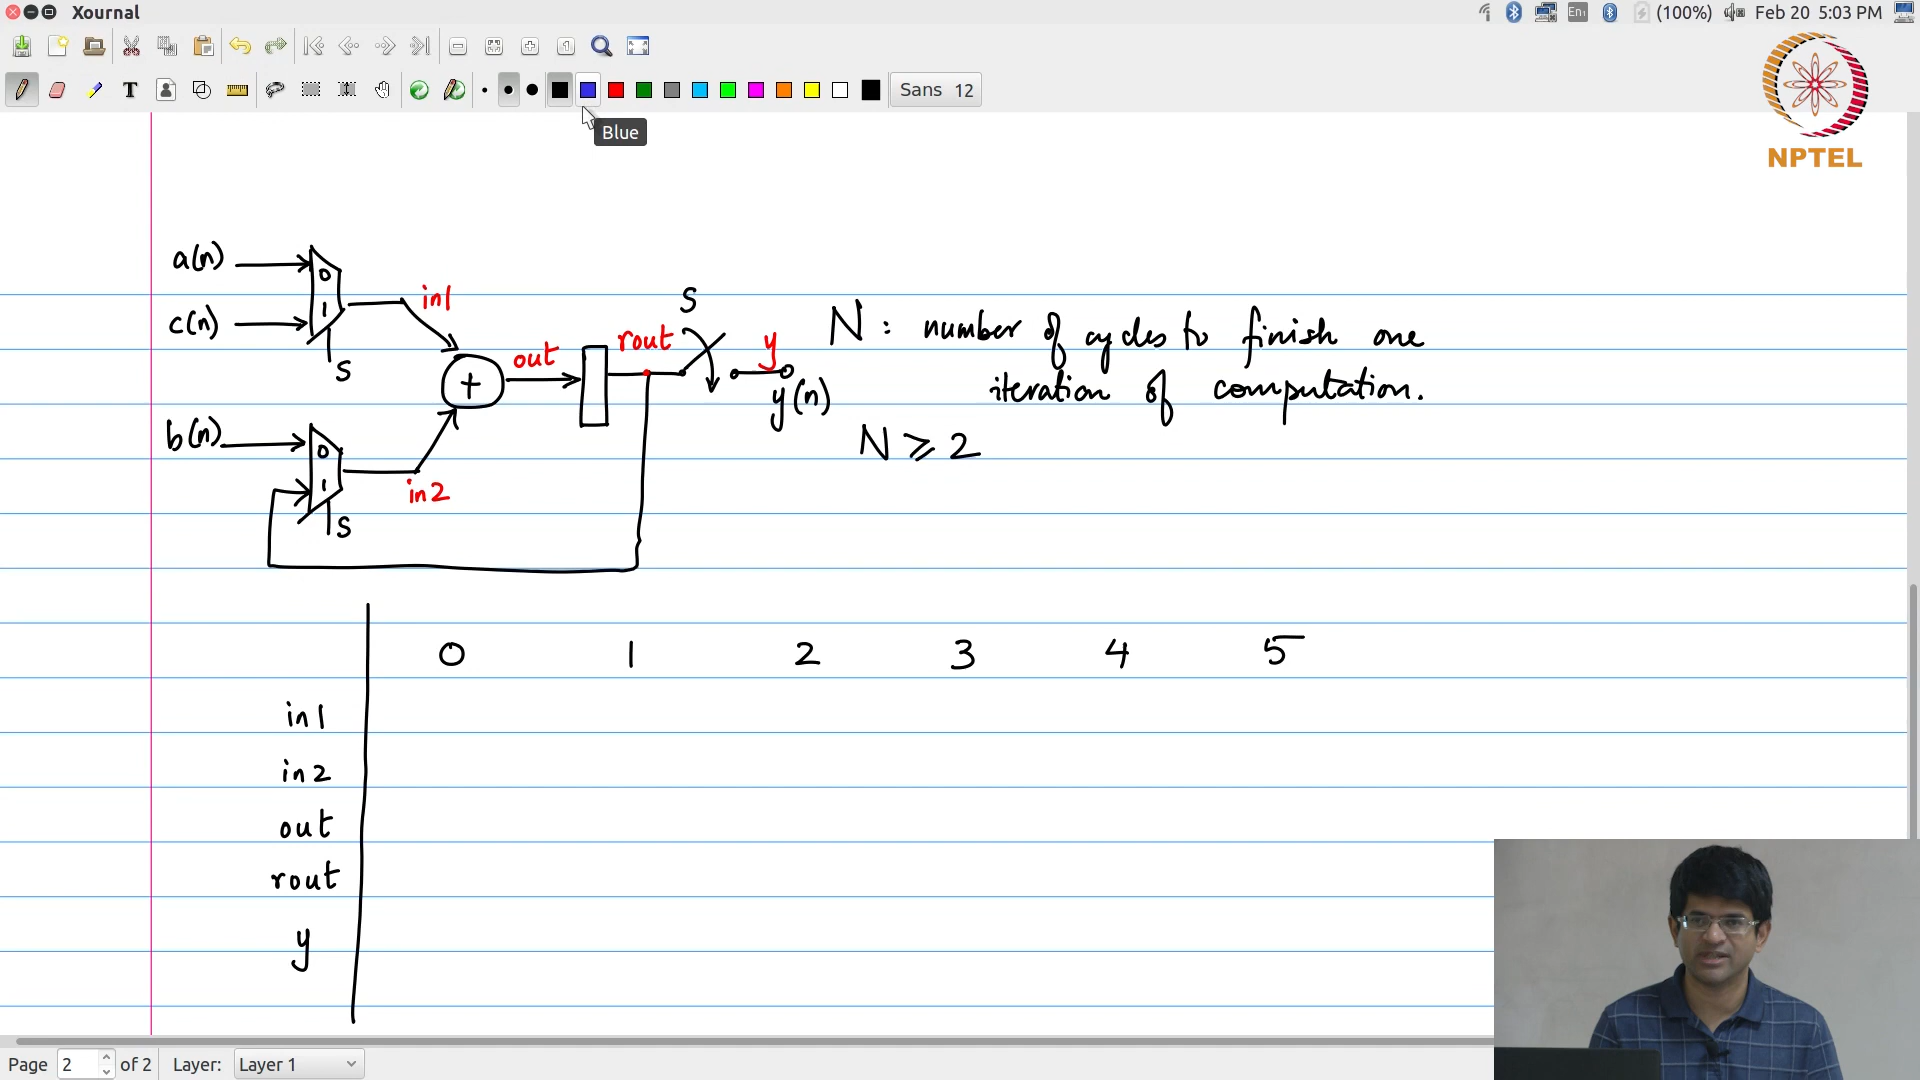 Xournal
(100%) Feb 20 5:03 PM
En1
Sans 12
Blue
NPTEL
a(n)
c(n)
0
1
S
in1
b(n)
0
1
S
in2
+
out
rout
S
y
y(n)
N : number of cycles to finish one
iteration of computation.
N ≥ 2
0 1 2 3 4 5
in1
in2
out
rout
y
Page 2 of 2 Layer: Layer 1